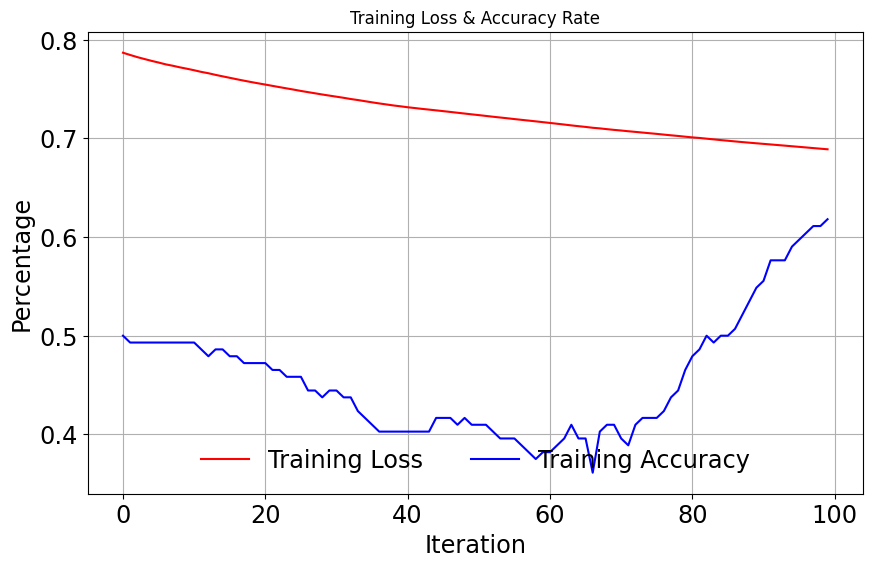 Training Loss & Accuracy Rate
0.8
0.7
0.6
0.5
0.4
Percentage
Training Loss Training Accuracy
0 20 40 60 80 100
Iteration